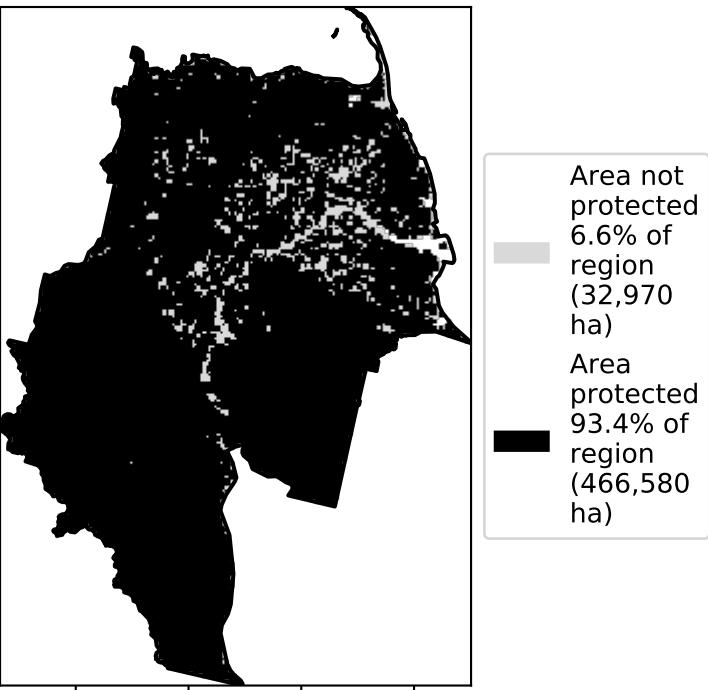 Area not
protected
6.6% of
region
(32,970
ha)
Area
protected
93.4% of
region
(466,580
ha)